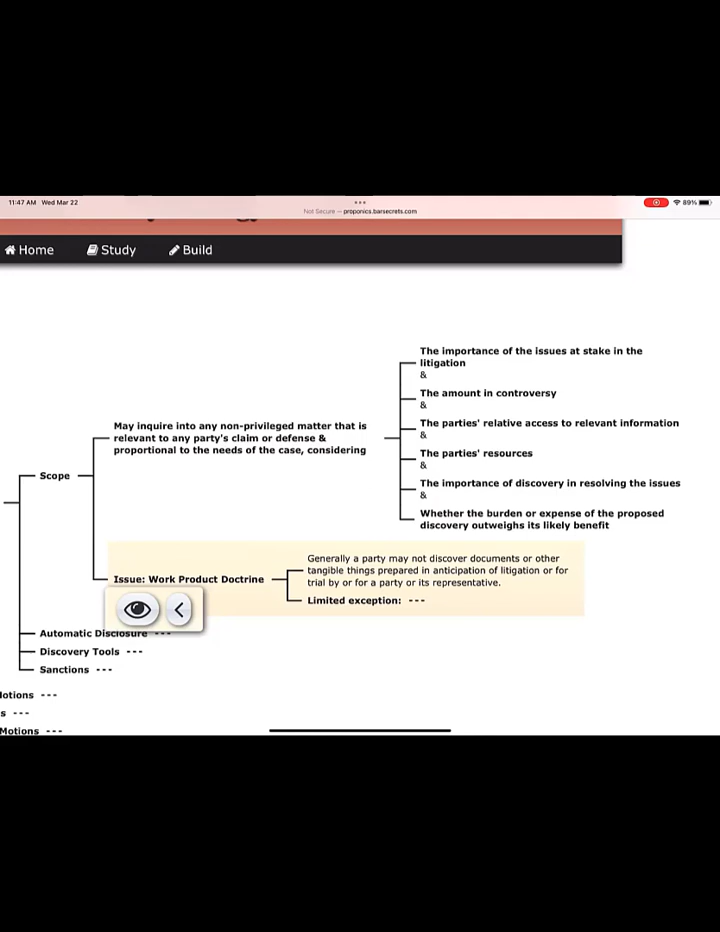 11:47 AM Wed Mar 22
Not Secure — proponics.barsecrets.com
89%
Home Study Build
The importance of the issues at stake in the
litigation
&
The amount in controversy
&
The parties' relative access to relevant information
&
The parties' resources
&
The importance of discovery in resolving the issues
&
Whether the burden or expense of the proposed
discovery outweighs its likely benefit
May inquire into any non-privileged matter that is
relevant to any party's claim or defense &
proportional to the needs of the case, considering
Scope
Issue: Work Product Doctrine
Generally a party may not discover documents or other
tangible things prepared in anticipation of litigation or for
trial by or for a party or its representative.
Limited exception: ---
Automatic Disclosure ---
Discovery Tools ---
Sanctions ---
lotions ---
s ---
Motions ---